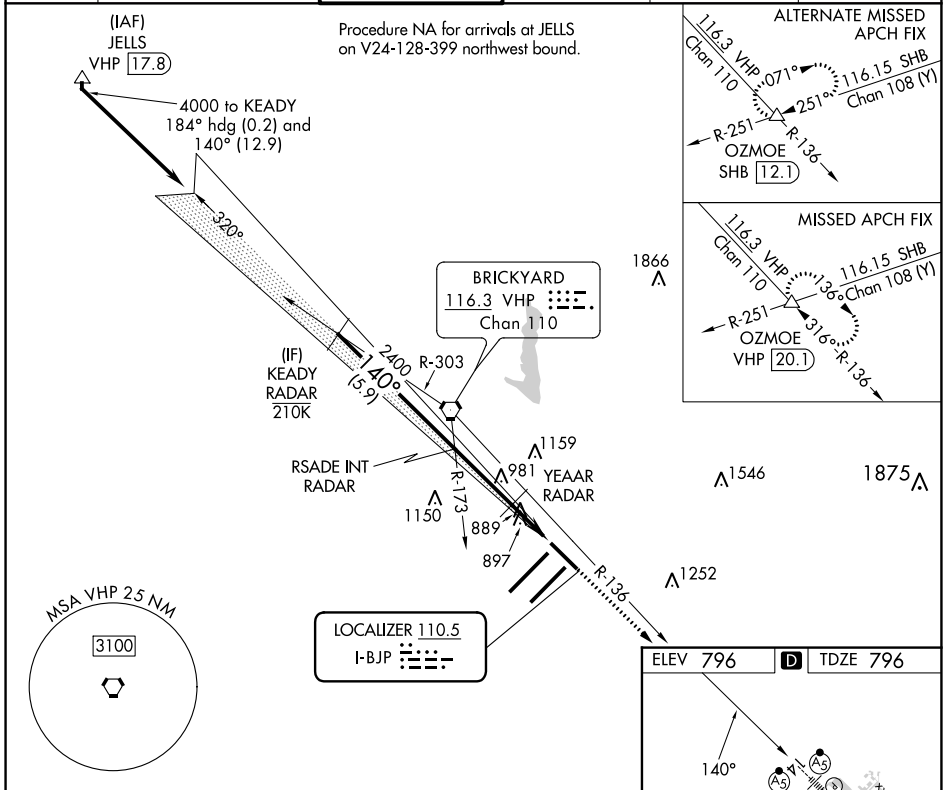 (IAF)
JELLS
VHP 17.8
Procedure NA for arrivals at JELLS
on V24-128-399 northwest bound.
4000 to KEADY
184° hdg (0.2) and
140° (12.9)
320°
ALTERNATE MISSED
APCH FIX
116.3 VHP
Chan 110
071°
116.15 SHB
Chan 108 (Y)
251°
R-251
R-136
OZMOE
SHB 12.1
MISSED APCH FIX
116.3 VHP
Chan 110
136°
116.15 SHB
Chan 108 (Y)
R-251
316°
R-136
OZMOE
VHP 20.1
1866
BRICKYARD
116.3 VHP
Chan 110
(IF)
KEADY
RADAR
210K
2400
140°
(5.9)
R-303
RSADE INT
RADAR
R-173
1159
981
YEAAR
RADAR
1150
889
897
1546
1875
1252
R-136
LOCALIZER 110.5
I-BJP
MSA VHP 25 NM
3100
ELEV 796
D
TDZE 796
140°
A5
A5